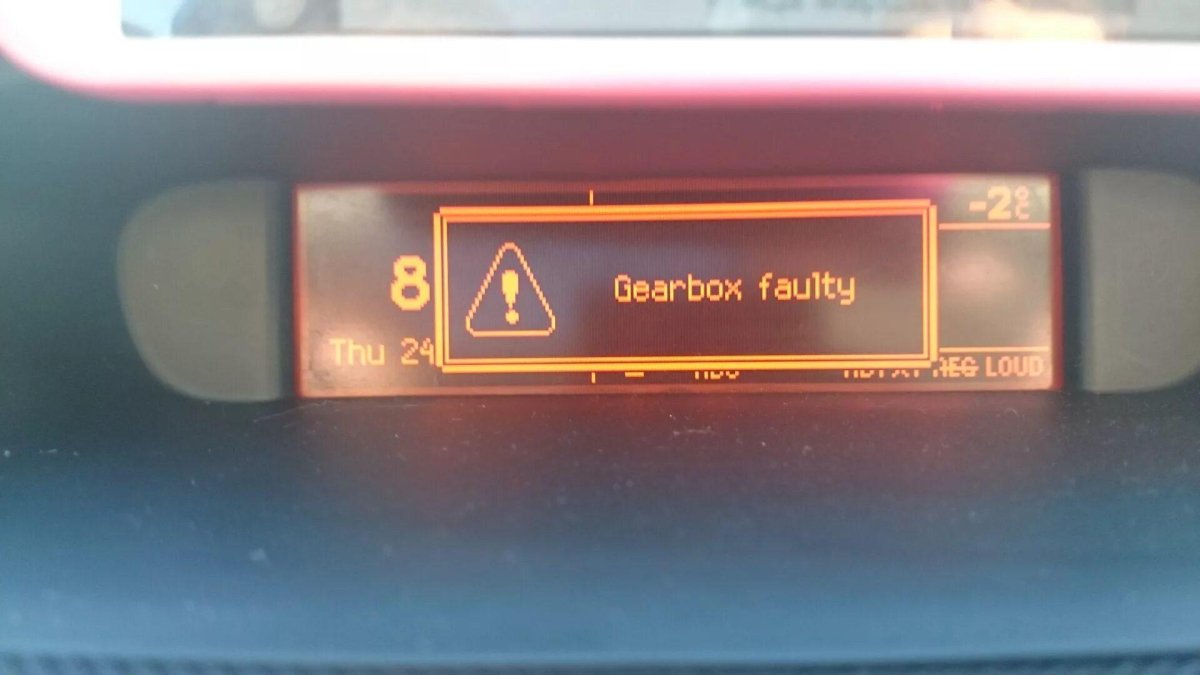 -2°C
8
Gearbox faulty
Thu 24
REG LOUD